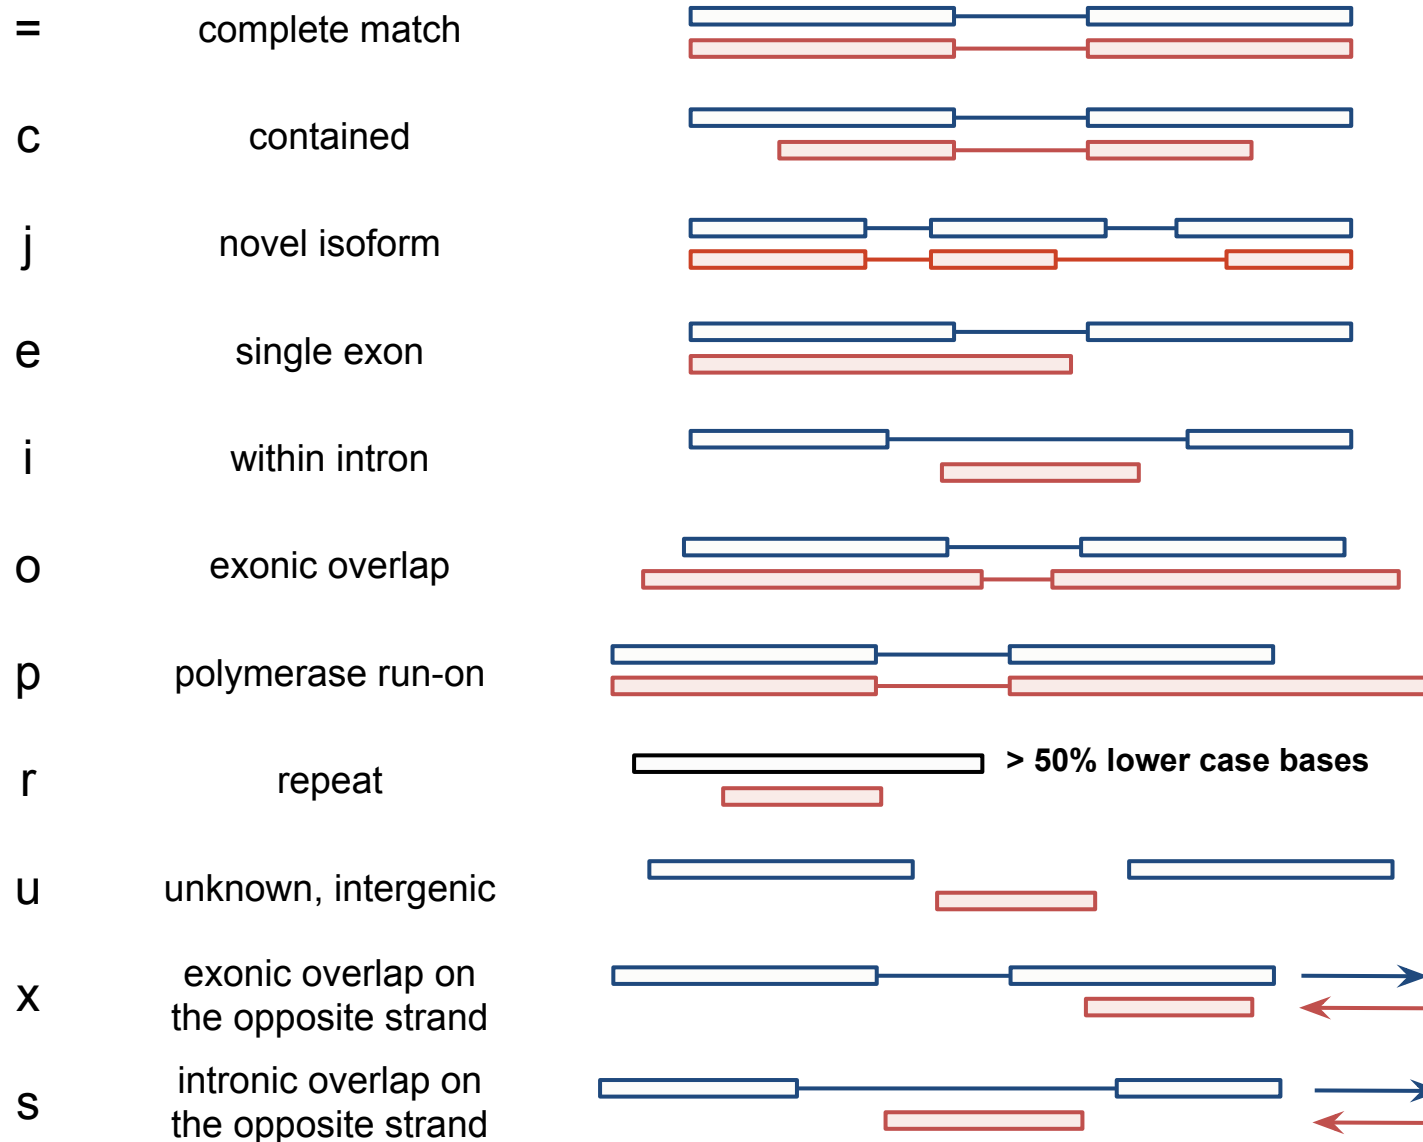 = complete match
c contained
j novel isoform
e single exon
i within intron
o exonic overlap
p polymerase run-on
r repeat > 50% lower case bases
u unknown, intergenic
x exonic overlap on
the opposite strand
s intronic overlap on
the opposite strand